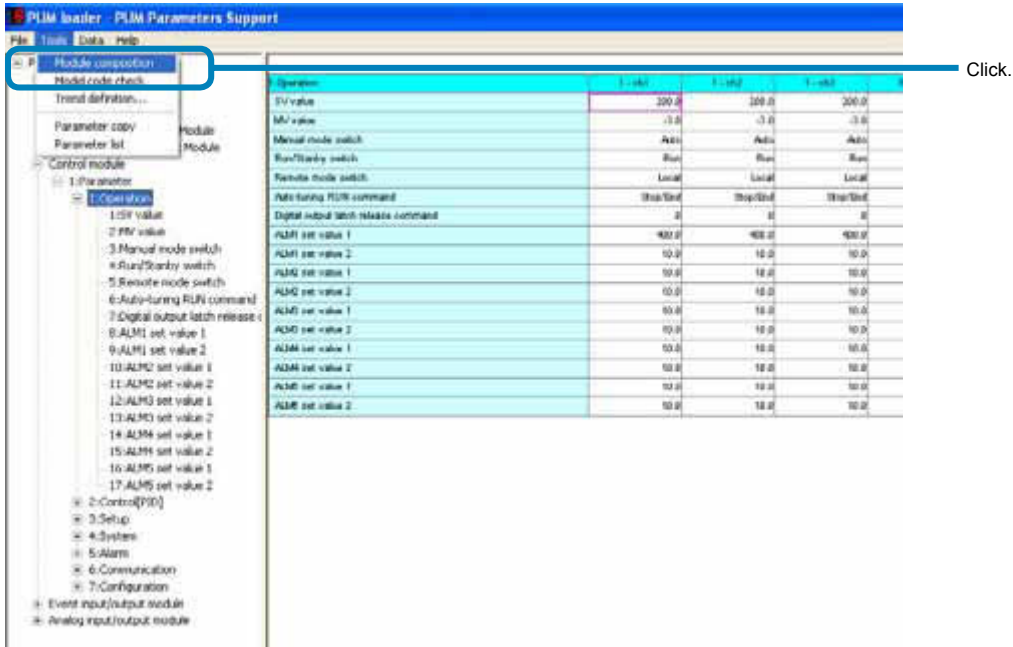 PUM loader - PUM Parameters Support
File Tools Data Help
Module composition
Model code check
Trend definition...
Parameter copy
Parameter list
Click.
Module
Module
Control module
1:Parameter
1:Operation
1:SV value
2:MV value
3:Manual mode switch
4:Run/Stanby switch
5:Remote mode switch
6:Auto-tuning RUN command
7:Digital output latch release c
8:ALM1 set value 1
9:ALM1 set value 2
10:ALM2 set value 1
11:ALM2 set value 2
12:ALM3 set value 1
13:ALM3 set value 2
14:ALM4 set value 1
15:ALM4 set value 2
16:ALM5 set value 1
17:ALM5 set value 2
2:Control[PID]
3:Setup
4:System
5:Alarm
6:Communication
7:Configuration
Event input/output module
Analog input/output module
Operation 1 - ch1 1 - ch2 1 - ch3
SV value 200.0 200.0 200.0
MV value -3.0 -3.0 -3.0
Manual mode switch Auto Auto Auto
Run/Stanby switch Run Run Run
Remote mode switch Local Local Local
Auto-tuning RUN command Stop/End Stop/End Stop/End
Digital output latch release command 0 0 0
ALM1 set value 1 400.0 400.0 400.0
ALM1 set value 2 10.0 10.0 10.0
ALM2 set value 1 10.0 10.0 10.0
ALM2 set value 2 10.0 10.0 10.0
ALM3 set value 1 10.0 10.0 10.0
ALM3 set value 2 10.0 10.0 10.0
ALM4 set value 1 10.0 10.0 10.0
ALM4 set value 2 10.0 10.0 10.0
ALM5 set value 1 10.0 10.0 10.0
ALM5 set value 2 10.0 10.0 10.0